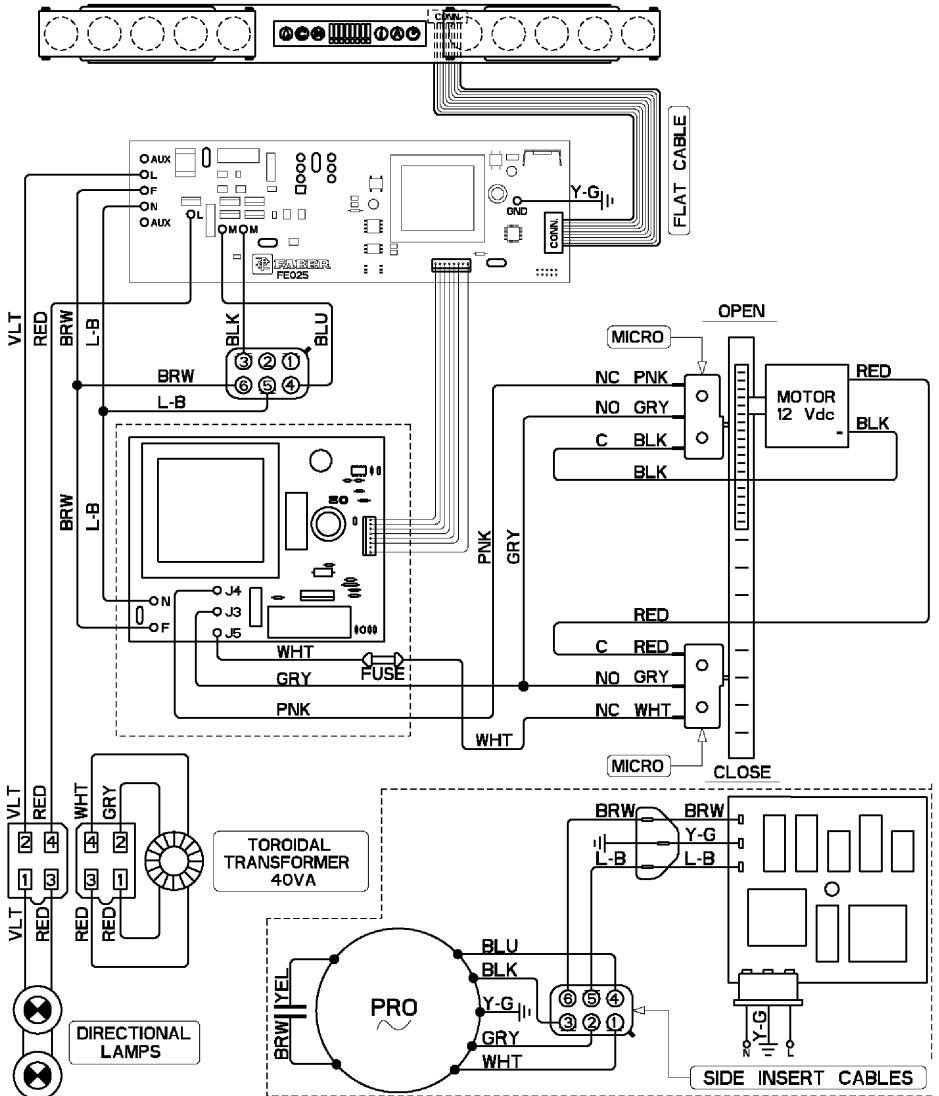 CONN.
AUX
L
F
N
AUX
L
M M
FABER
FE025
GND
Y-G
CONN.
FLAT CABLE
VLT
RED
BRW
L-B
BLK
BLU
3 2 1
6 5 4
BRW
L-B
OPEN
MICRO
NC PNK
NO GRY
C BLK
BLK
MOTOR
12 Vdc
-
RED
BLK
BRW
L-B
PNK
GRY
N
F
J4
J3
J5
WHT
FUSE
GRY
PNK
WHT
RED
C RED
NO GRY
NC WHT
MICRO
CLOSE
VLT
RED
WHT
GRY
2 4
1 3
4 2
3 1
VLT
RED
RED
RED
TOROIDAL
TRANSFORMER
40VA
DIRECTIONAL
LAMPS
BRW
BRW
Y-G
L-B
L-B
YEL
BRW
PRO
BLU
BLK
Y-G
GRY
WHT
6 5 4
3 2 1
Y-G
N
L
SIDE INSERT CABLES